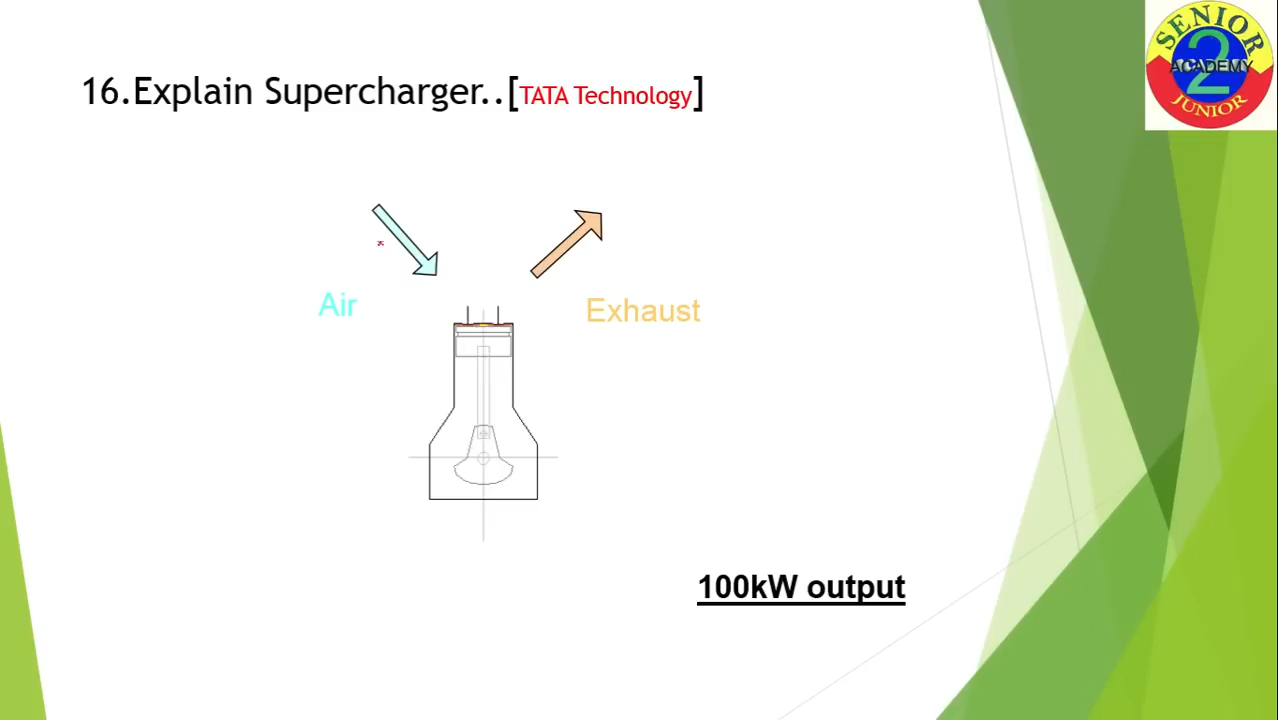 16.Explain Supercharger..[TATA Technology]
SENIOR
2
ACADEMY
JUNIOR
Air
Exhaust
100kW output